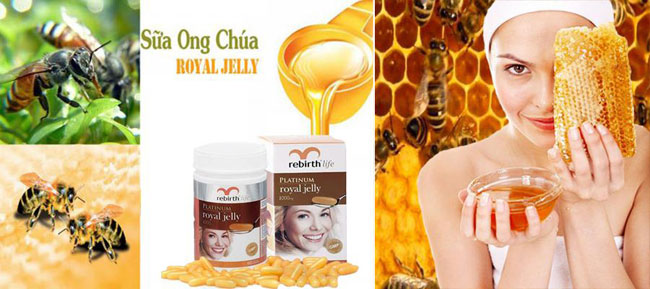 Sữa Ong Chúa
ROYAL JELLY
rebirth life
PLATINUM
royal jelly
rebirth
PLATINUM
royal jelly